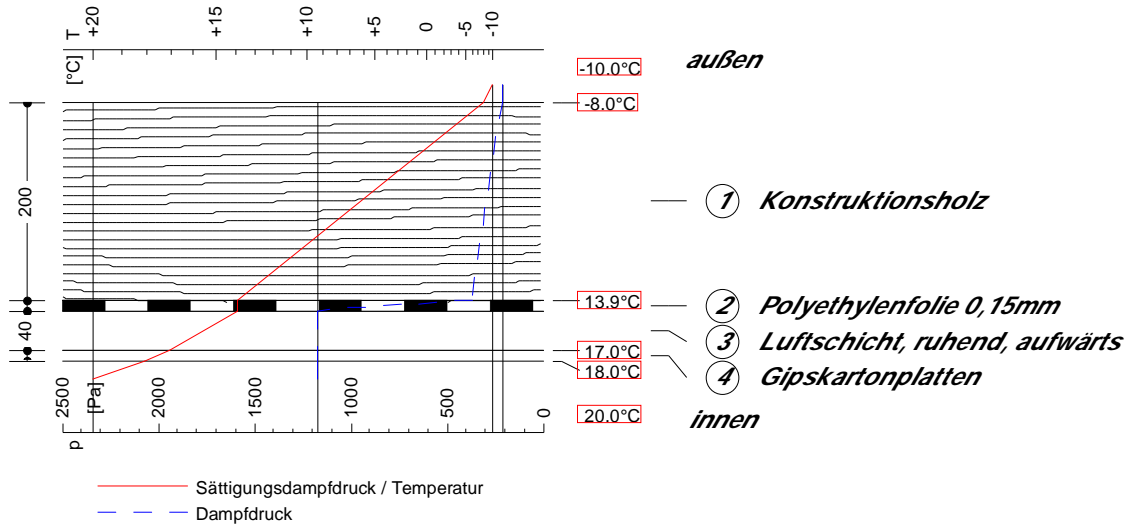 T
+20
+15
+10
+5
0
-5
-10
[°C]
-10.0°C
außen
-8.0°C
200
1 Konstruktionsholz
13.9°C
2 Polyethylenfolie 0,15mm
40
3 Luftschicht, ruhend, aufwärts
17.0°C
18.0°C
4 Gipskartonplatten
20.0°C
innen
2500
[Pa]
2000
1500
1000
500
0
p
Sättigungsdampfdruck / Temperatur
Dampfdruck